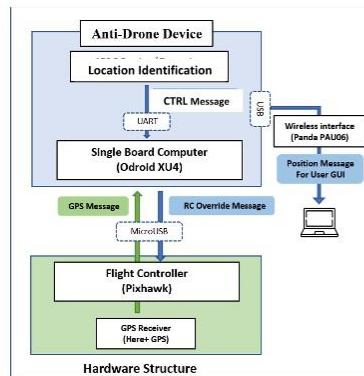 Anti-Drone Device
Location Identification
CTRL Message
UART
USB
Single Board Computer
(Odroid XU4)
Wireless interface
(Panda PAU06)
Position Message
For User GUI
GPS Message
RC Override Message
MicroUSB
Flight Controller
(Pixhawk)
GPS Receiver
(Here+ GPS)
Hardware Structure